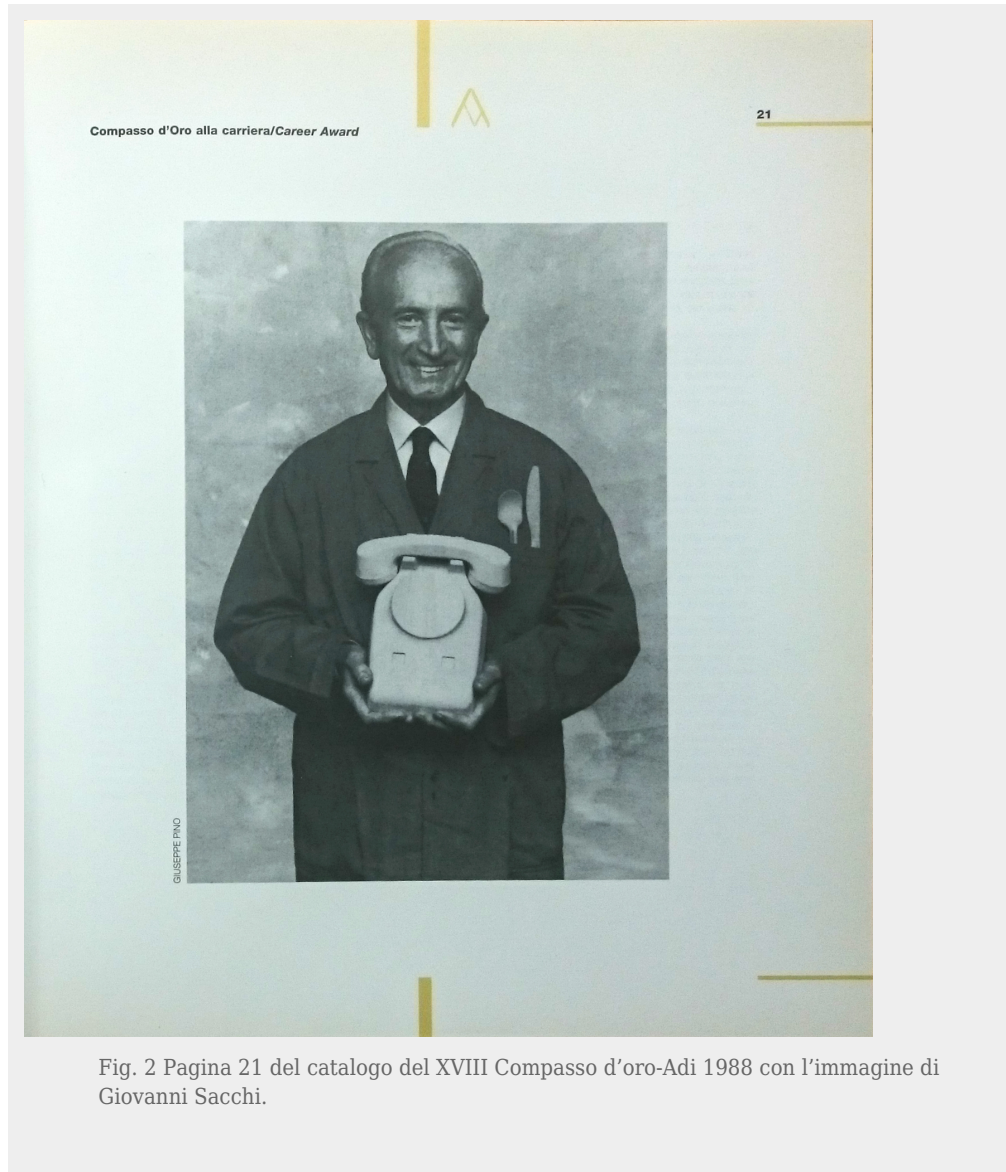 Compasso d'Oro alla carriera/Career Award
21
GIUSEPPE PINO
Fig. 2 Pagina 21 del catalogo del XVIII Compasso d’oro-Adi 1988 con l’immagine di
Giovanni Sacchi.